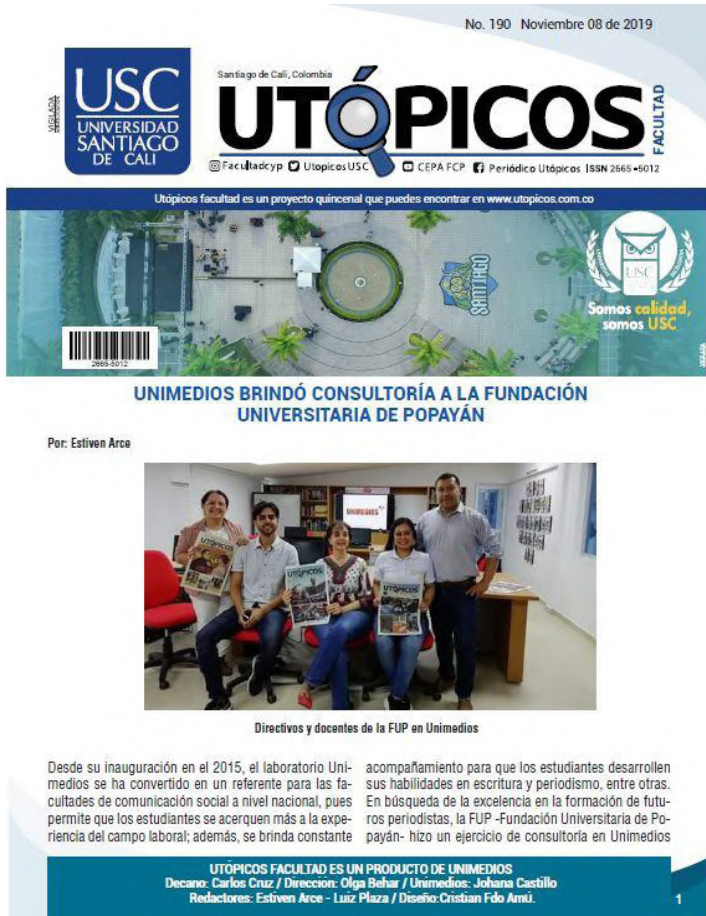 No. 190 Noviembre 08 de 2019
USC
UNIVERSIDAD
SANTIAGO
DE CALI
VIGILADA
Santiago de Cali, Colombia
UTÓPICOS
FACULTAD
Facultadcyp UtopicosUSC CEPA FCP Periódico Utópicos ISSN 2665-5012
Utópicos facultad es un proyecto quincenal que puedes encontrar en www.utopicos.com.co
SANTIAGO
USC
Somos calidad,
somos USC
2665-5012
UNIMEDIOS BRINDÓ CONSULTORÍA A LA FUNDACIÓN
UNIVERSITARIA DE POPAYÁN
Por: Estiven Arce
UNIMEDIOS
UTÓPICOS
UTÓPICOS
UTÓPICOS
Directivos y docentes de la FUP en Unimedios
Desde su inauguración en el 2015, el laboratorio Uni-
medios se ha convertido en un referente para las fa-
cultades de comunicación social a nivel nacional, pues
permite que los estudiantes se acerquen más a la expe-
riencia del campo laboral; además, se brinda constante
acompañamiento para que los estudiantes desarrollen
sus habilidades en escritura y periodismo, entre otras.
En búsqueda de la excelencia en la formación de futu-
ros periodistas, la FUP -Fundación Universitaria de Po-
payán- hizo un ejercicio de consultoría en Unimedios
UTÓPICOS FACULTAD ES UN PRODUCTO DE UNIMEDIOS
Decano: Carlos Cruz / Dirección: Olga Behar / Unimedios: Johana Castillo
Redactores: Estiven Arce - Luiz Plaza / Diseño:Cristian Fdo Amú.
1